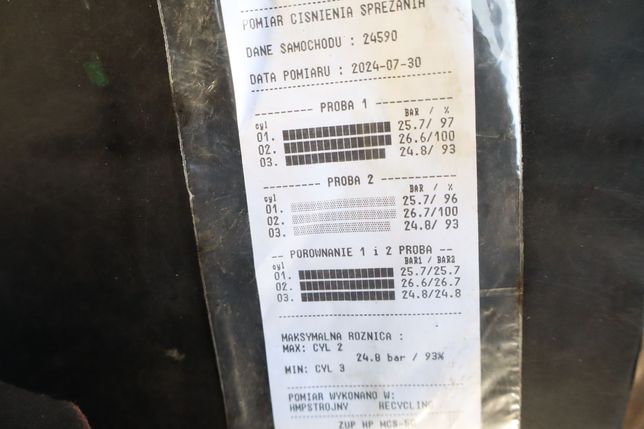 POMIAR CISNIENIA SPREZANIA
DANE SAMOCHODU : 24590
DATA POMIARU : 2024-07-30
PROBA 1
cyl BAR / %
01. 25.7/ 97
02. 26.6/100
03. 24.8/ 93
PROBA 2
cyl BAR / %
01. 25.7/ 96
02. 26.7/100
03. 24.8/ 93
-- POROWNANIE 1 i 2 PROBA --
cyl BAR1 / BAR2
01. 25.7/25.7
02. 26.6/26.7
03. 24.8/24.8
MAKSYMALNA ROZNICA :
MAX: CYL 2
24.8 bar / 93%
MIN: CYL 3
POMIAR WYKONANO W:
HMPSTROJNY RECYCLING
ZUP HP MCS-